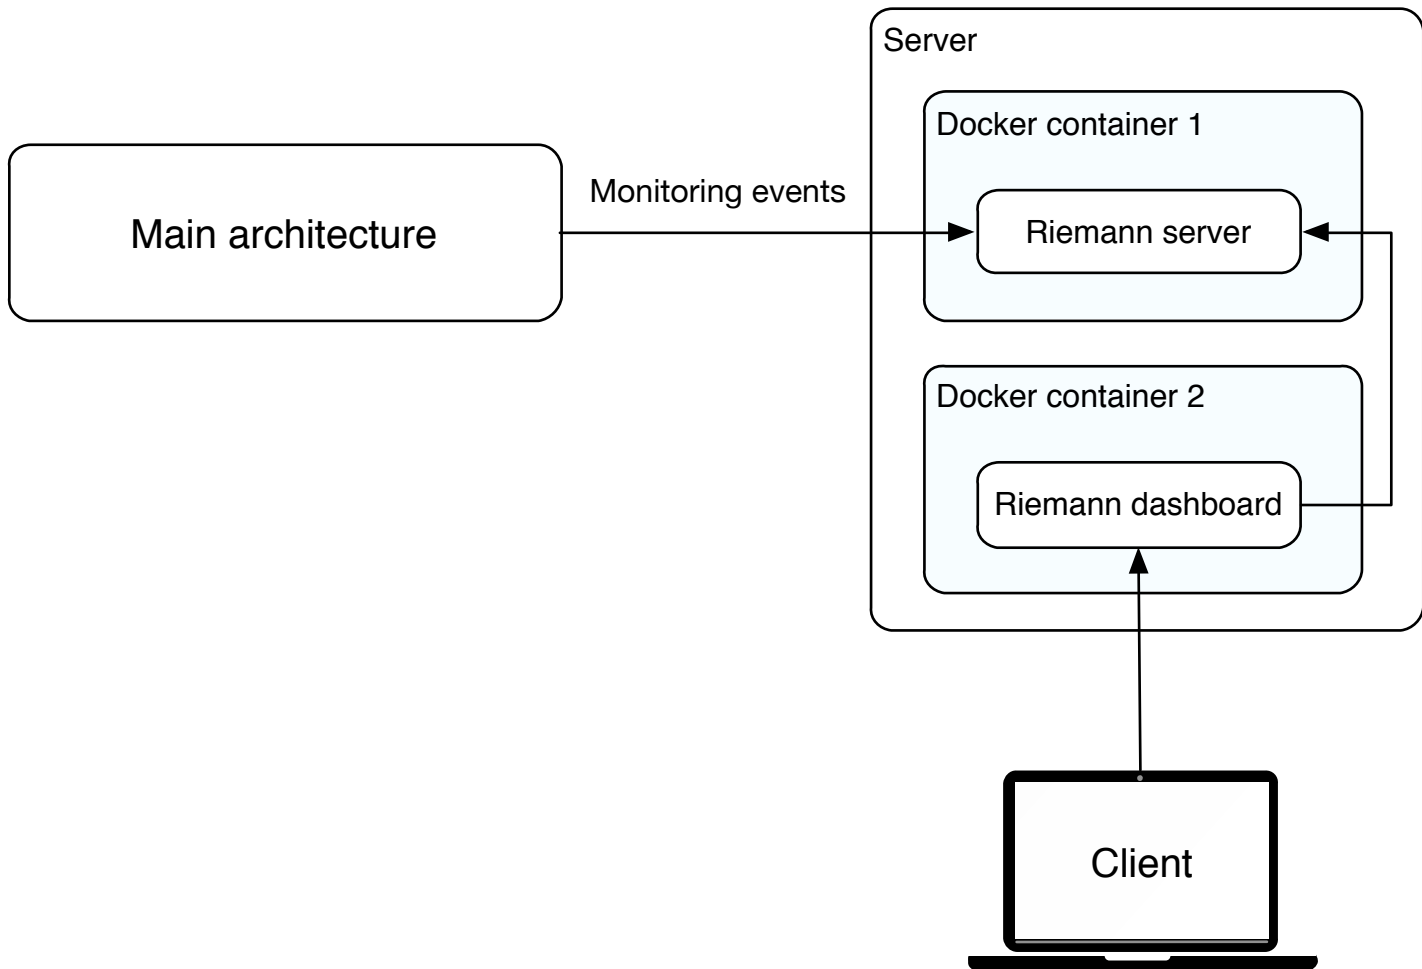 Server
Docker container 1
Monitoring events
Main architecture
Riemann server
Docker container 2
Riemann dashboard
Client